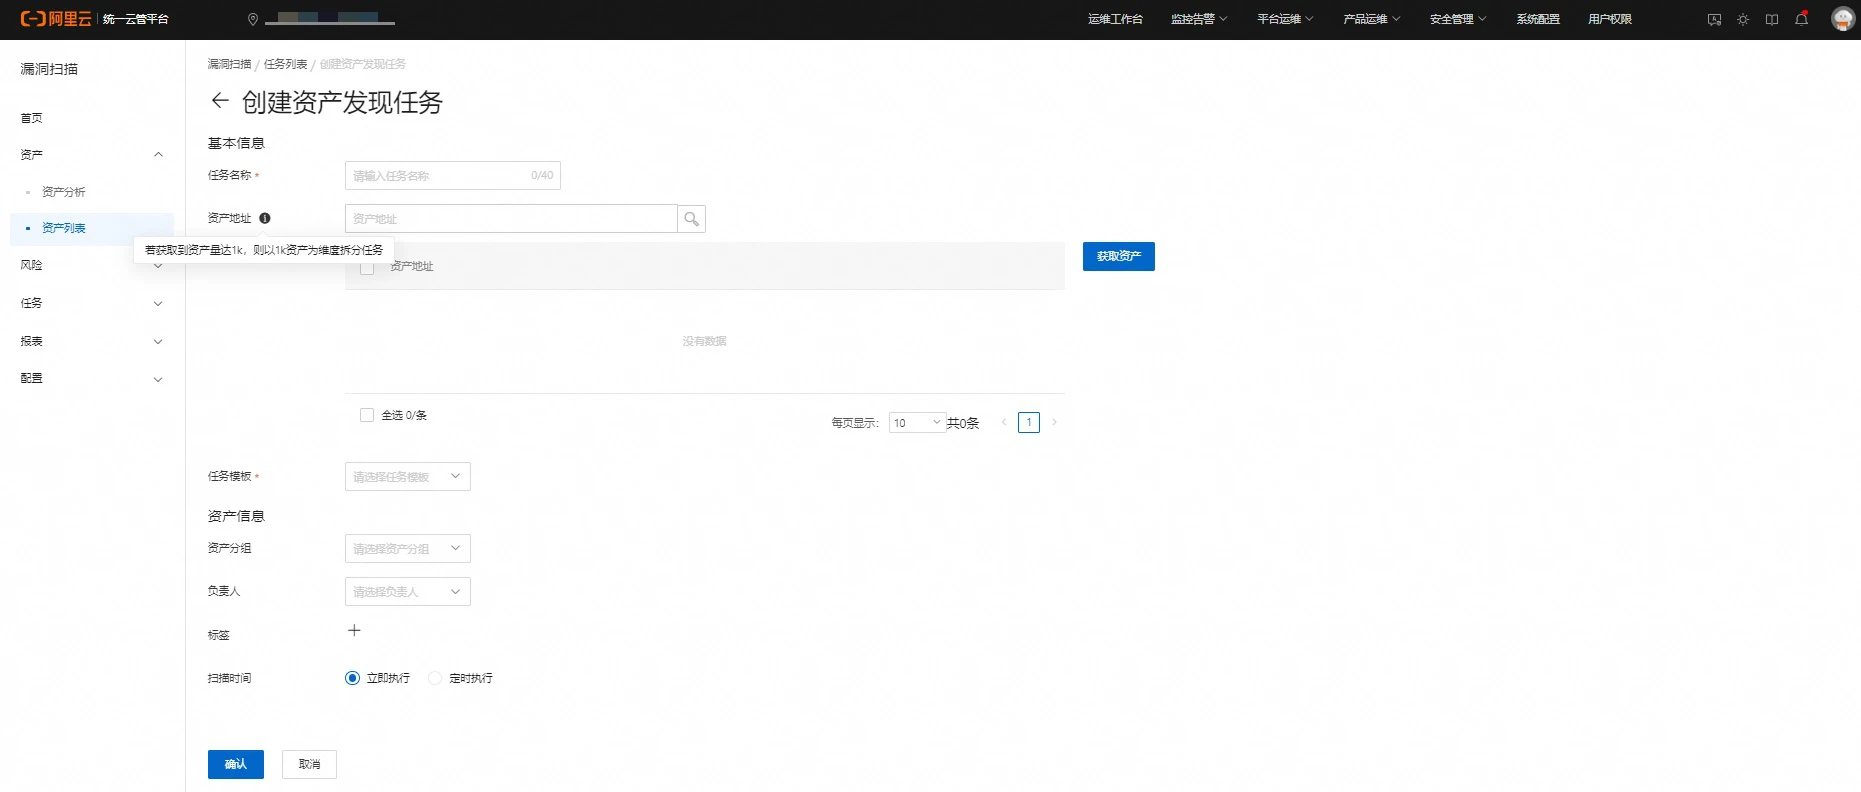 阿里云 | 统一云管平台
运维工作台 监控告警 平台运维 产品运维 安全管理 系统配置 用户权限
漏洞扫描
首页
资产
资产分析
资产列表
风险
任务
报表
配置
漏洞扫描 / 任务列表 / 创建资产发现任务
创建资产发现任务
基本信息
任务名称 * 请输入任务名称 0/40
资产地址 资产地址
若获取到资产量达1k，则以1k资产为维度拆分任务
资产地址
获取资产
没有数据
全选 0/条 每页显示: 10 共0条 1
任务模板 * 请选择任务模板
资产信息
资产分组 请选择资产分组
负责人 请选择负责人
标签
扫描时间 立即执行 定时执行
确认 取消